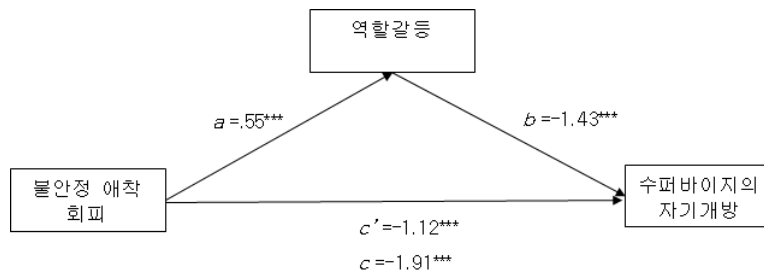 역할갈등
a=.55***
b=-1.43***
불안정 애착
회피
수퍼바이지의
자기개방
c’=-1.12***
c=-1.91***